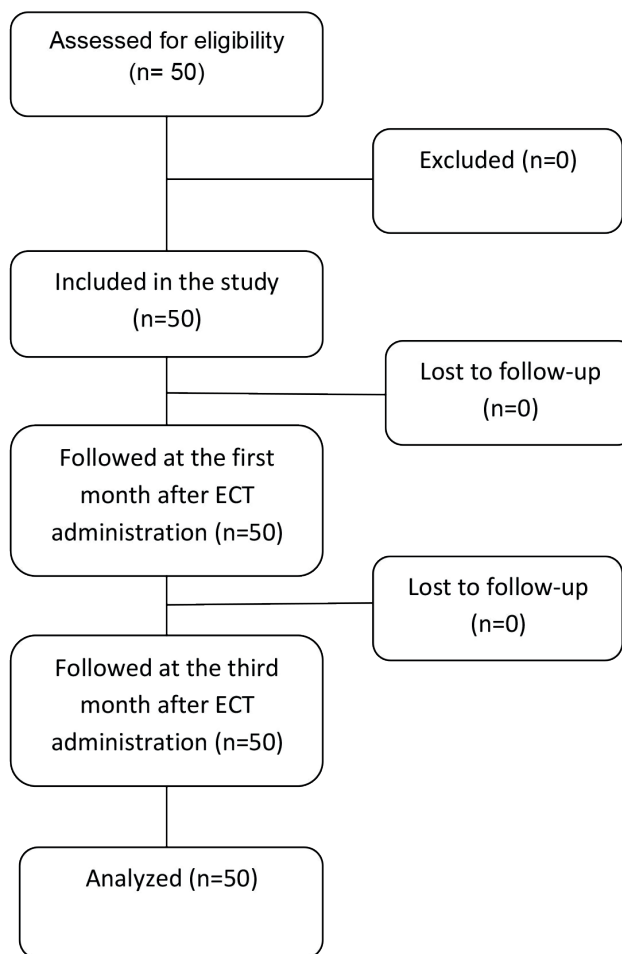 Assessed for eligibility
(n= 50)
Excluded (n=0)
Included in the study
(n=50)
Lost to follow-up
(n=0)
Followed at the first
month after ECT
administration (n=50)
Lost to follow-up
(n=0)
Followed at the third
month after ECT
administration (n=50)
Analyzed (n=50)